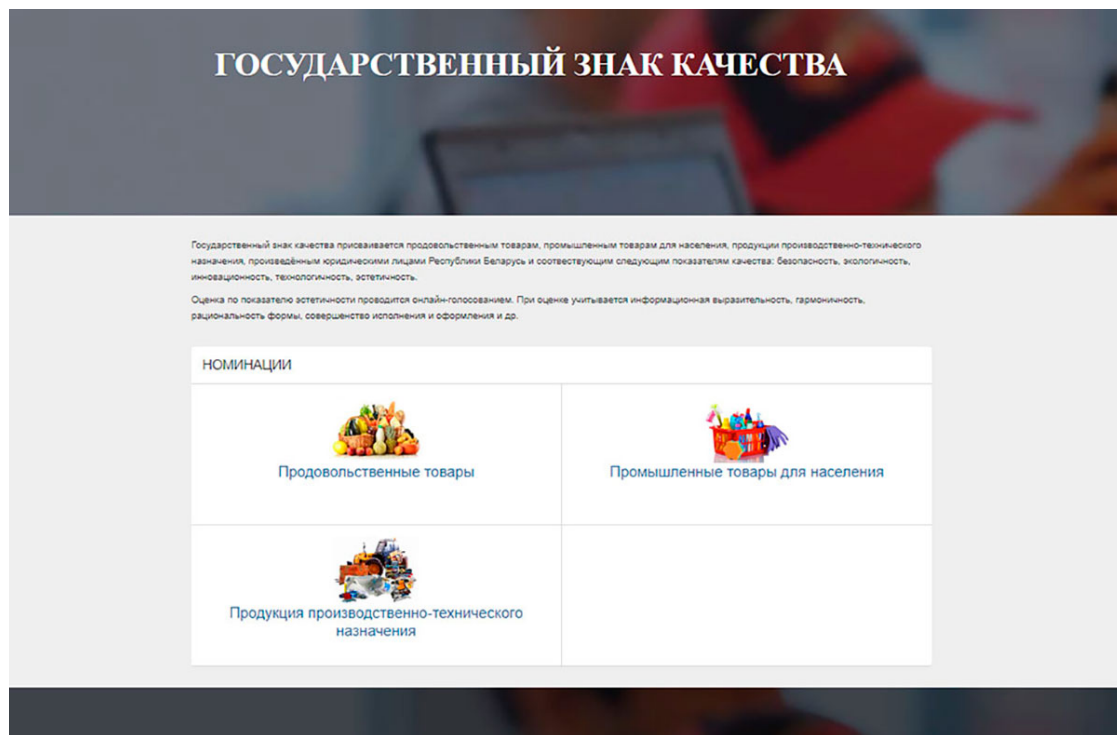 ГОСУДАРСТВЕННЫЙ ЗНАК КАЧЕСТВА
Государственный знак качества присваивается продовольственным товарам, промышленным товарам для населения, продукции производственно-технического
назначения, произведённым юридическими лицами Республики Беларусь и соотвествующим следующим показателям качества: безопасность, экологичность,
инновационность, технологичность, эстетичность.
Оценка по показателю эстетичности проводится онлайн-голосованием. При оценке учитывается информационная выразительность, гармоничность,
рациональность формы, совершенство исполнения и оформления и др.
НОМИНАЦИИ
Продовольственные товары
Промышленные товары для населения
Продукция производственно-технического
назначения